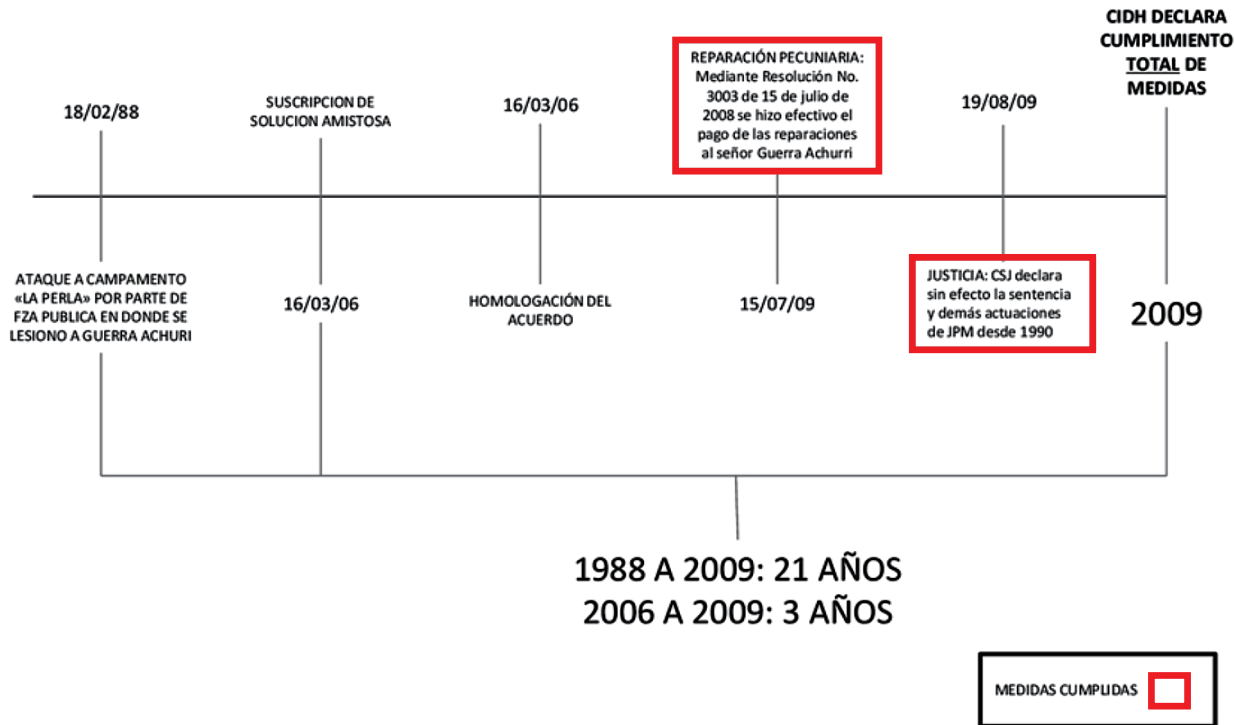 18/02/88
ATAQUE A CAMPAMENTO
«LA PERLA» POR PARTE DE
FZA PUBLICA EN DONDE SE
LESIONO A GUERRA ACHURI
SUSCRIPCION DE
SOLUCION AMISTOSA
16/03/06
16/03/06
HOMOLOGACIÓN DEL
ACUERDO
REPARACIÓN PECUNIARIA:
Mediante Resolución No.
3003 de 15 de julio de
2008 se hizo efectivo el
pago de las reparaciones
al señor Guerra Achurri
15/07/09
19/08/09
JUSTICIA: CSJ declara
sin efecto la sentencia
y demás actuaciones
de JPM desde 1990
CIDH DECLARA
CUMPLIMIENTO
TOTAL DE
MEDIDAS
2009
1988 A 2009: 21 AÑOS
2006 A 2009: 3 AÑOS
MEDIDAS CUMPLIDAS